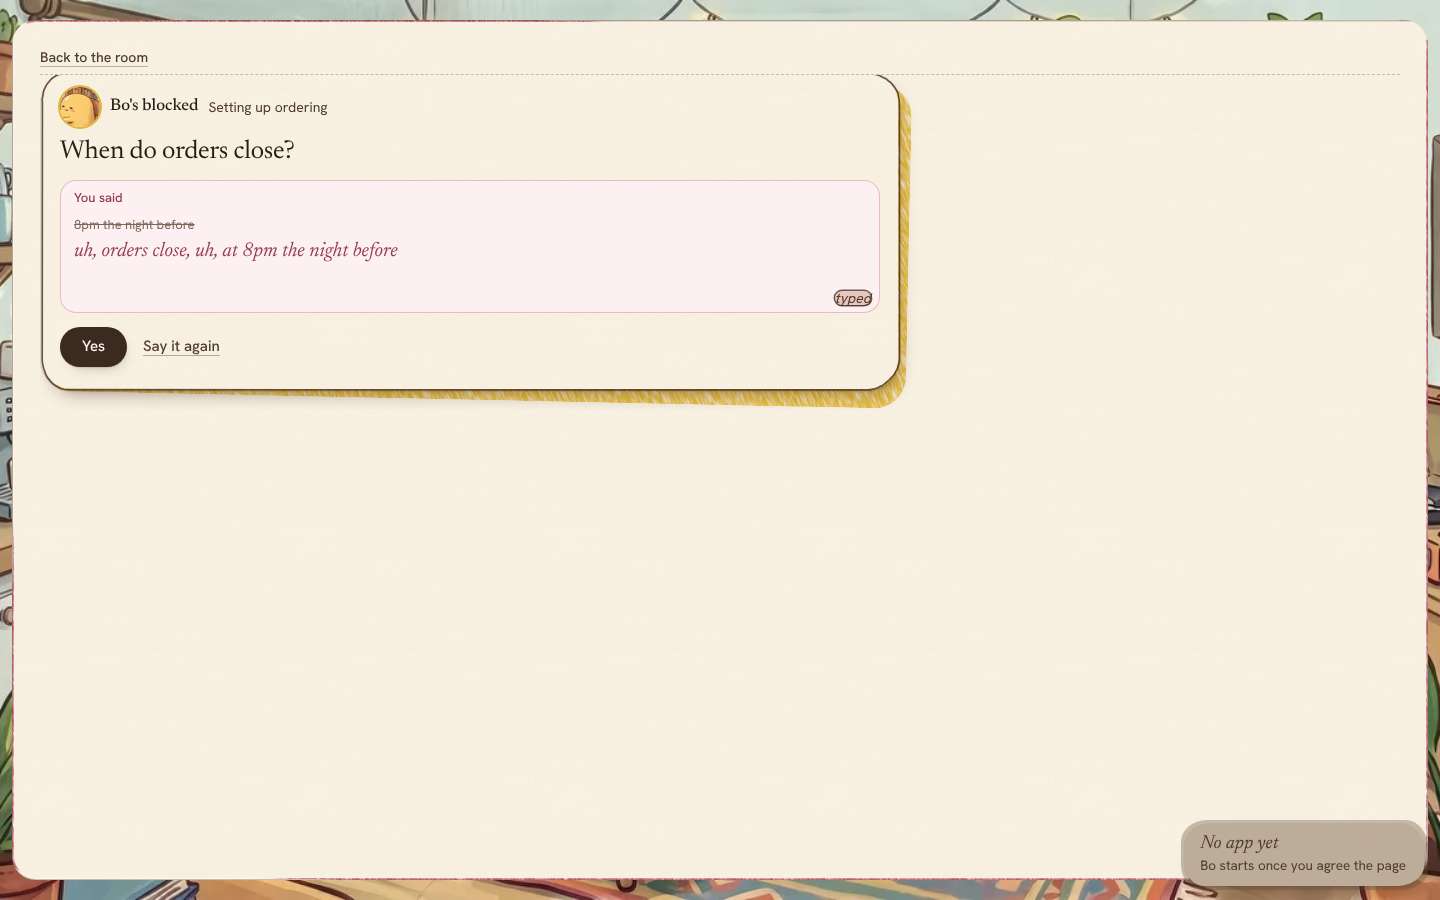 Back to the room
Bo's blocked Setting up ordering
When do orders close?
You said
8pm the night before
uh, orders close, uh, at 8pm the night before
typed
Yes Say it again
No app yet
Bo starts once you agree the page